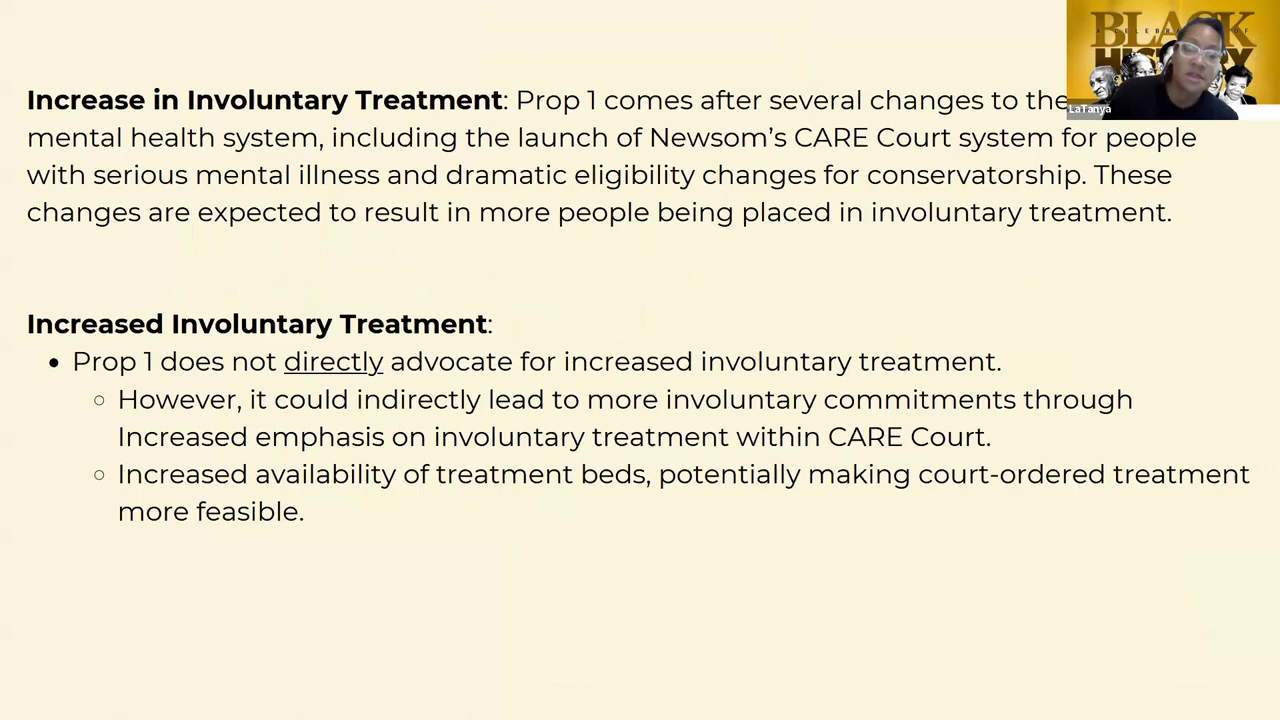 Increase in Involuntary Treatment: Prop 1 comes after several changes to the
mental health system, including the launch of Newsom’s CARE Court system for people
with serious mental illness and dramatic eligibility changes for conservatorship. These
changes are expected to result in more people being placed in involuntary treatment.
Increased Involuntary Treatment:
• Prop 1 does not directly advocate for increased involuntary treatment.
○ However, it could indirectly lead to more involuntary commitments through
Increased emphasis on involuntary treatment within CARE Court.
○ Increased availability of treatment beds, potentially making court-ordered treatment
more feasible.
BLACK
LaTanya